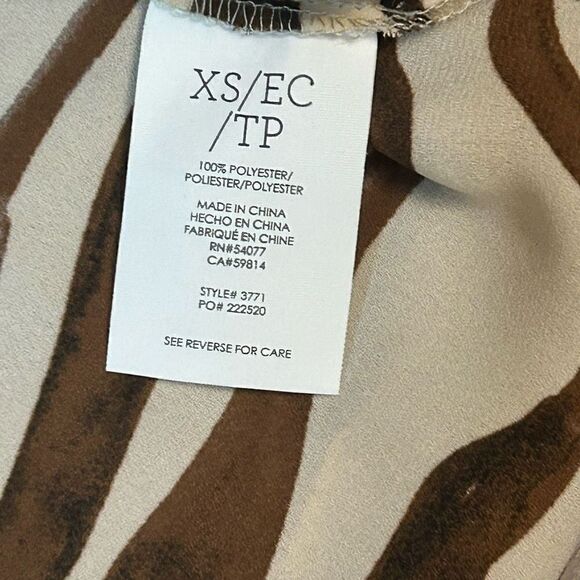 XS/EC
/TP
100% POLYESTER/
POLIESTER/POLYESTER
MADE IN CHINA
HECHO EN CHINA
FABRIQUÉ EN CHINE
RN#54077
CA#59814
STYLE# 3771
PO# 222520
SEE REVERSE FOR CARE